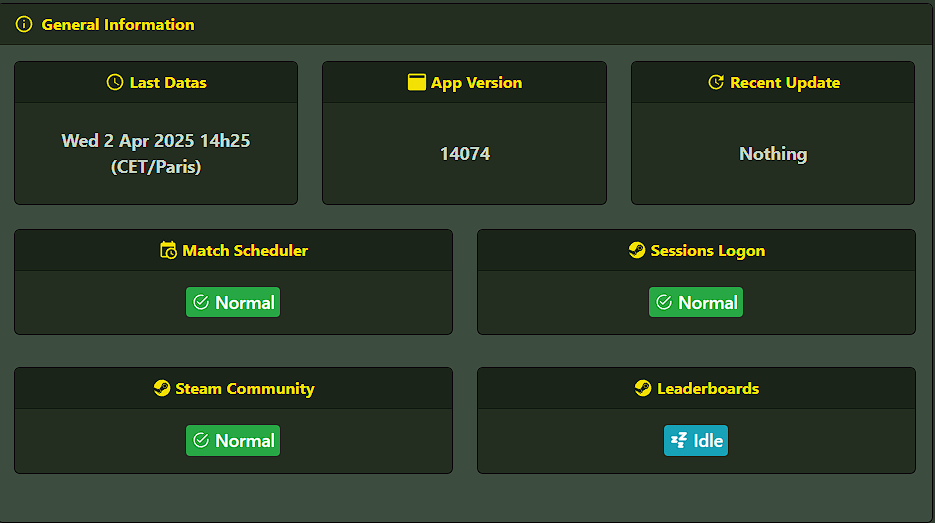 General Information
Last Datas
Wed 2 Apr 2025 14h25
(CET/Paris)
App Version
14074
Recent Update
Nothing
Match Scheduler
Normal
Sessions Logon
Normal
Steam Community
Normal
Leaderboards
Idle